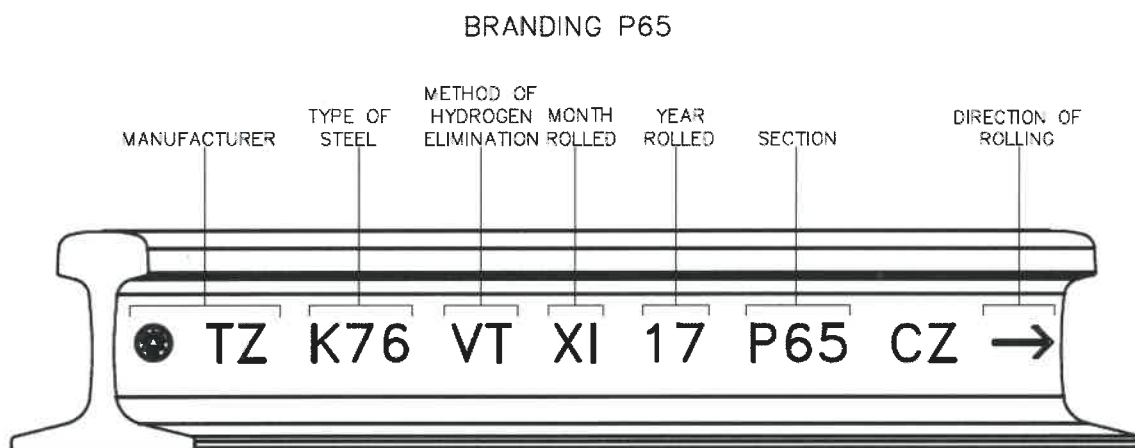 BRANDING P65
MANUFACTURER
TYPE OF
STEEL
METHOD OF
HYDROGEN
ELIMINATION
MONTH
ROLLED
YEAR
ROLLED
SECTION
DIRECTION OF
ROLLING
TZ K76 VT XI 17 P65 CZ →